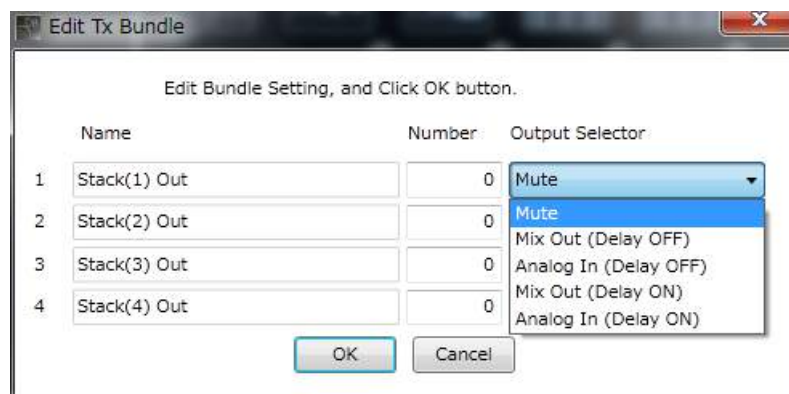 Edit Tx Bundle
X
Edit Bundle Setting, and Click OK button.
Name Number Output Selector
1 Stack(1) Out 0 Mute
2 Stack(2) Out 0 Mute
Mix Out (Delay OFF)
3 Stack(3) Out 0 Analog In (Delay OFF)
Mix Out (Delay ON)
4 Stack(4) Out 0 Analog In (Delay ON)
OK Cancel